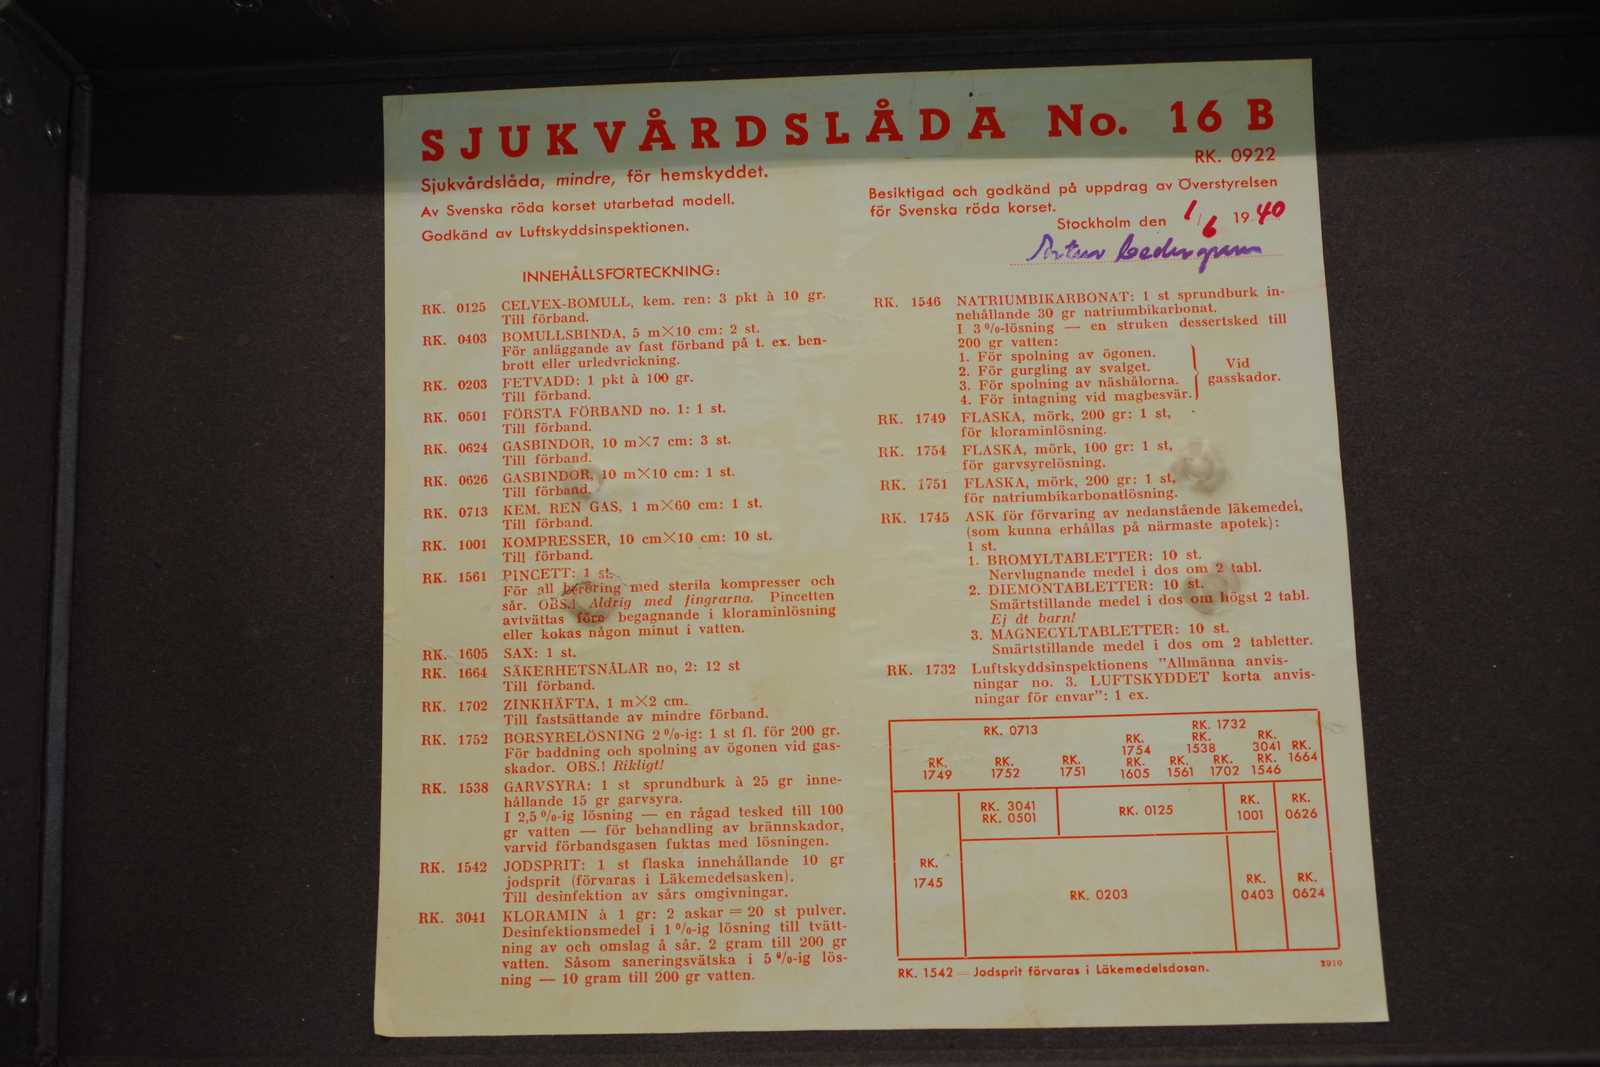 SJUKVÅRDSLÅDA No. 16 B
RK. 0922
Sjukvårdslåda, mindre, för hemskyddet.
Av Svenska röda korset utarbetad modell.
Godkänd av Luftskyddsinspektionen.
Besiktigad och godkänd på uppdrag av Överstyrelsen
för Svenska röda korset.
Stockholm den 1/6 1940
INNEHÅLLSFÖRTECKNING:
RK. 0125 CELVEX-BOMULL, kem. ren: 3 pkt à 10 gr.
Till förband.
RK. 0403 BOMULLSBINDA, 5 m×10 cm: 2 st.
För anläggande av fast förband på t. ex. ben-
brott eller urledvrickning.
RK. 0203 FETVADD: 1 pkt à 100 gr.
Till förband.
RK. 0501 FÖRSTA FÖRBAND no. 1: 1 st.
Till förband.
RK. 0624 GASBINDOR, 10 m×7 cm: 3 st.
Till förband.
RK. 0626 GASBINDOR, 10 m×10 cm: 1 st.
Till förband.
RK. 0713 KEM. REN GAS, 1 m×60 cm: 1 st.
Till förband.
RK. 1001 KOMPRESSER, 10 cm×10 cm: 10 st.
Till förband.
RK. 1561 PINCETT: 1 st.
För all beröring med sterila kompresser och
sår. OBS.! Aldrig med fingrarna. Pincetten
avtvättas före begagnande i kloraminlösning
eller kokas någon minut i vatten.
RK. 1605 SAX: 1 st.
RK. 1664 SÄKERHETSNÅLAR no, 2: 12 st
Till förband.
RK. 1702 ZINKHÄFTA, 1 m×2 cm.
Till fastsättande av mindre förband.
RK. 1752 BORSYRELÖSNING 2 %-ig: 1 st fl. för 200 gr.
För baddning och spolning av ögonen vid gas-
skador. OBS.! Rikligt!
RK. 1538 GARVSYRA: 1 st sprundburk à 25 gr inne-
hållande 15 gr garvsyra.
I 2,5 %-ig lösning — en rågad tesked till 100
gr vatten — för behandling av brännskador,
varvid förbandsgasen fuktas med lösningen.
RK. 1542 JODSPRIT: 1 st flaska innehållande 10 gr
jodsprit (förvaras i Läkemedelsasken).
Till desinfektion av sårs omgivningar.
RK. 3041 KLORAMIN à 1 gr: 2 askar = 20 st pulver.
Desinfektionsmedel i 1 %-ig lösning till tvätt-
ning av och omslag å sår. 2 gram till 200 gr
vatten. Såsom saneringsvätska i 5 %-ig lös-
ning — 10 gram till 200 gr vatten.
RK. 1546 NATRIUMBIKARBONAT: 1 st sprundburk in-
nehållande 30 gr natriumbikarbonat.
I 3 %-lösning — en struken dessertsked till
200 gr vatten:
1. För spolning av ögonen.
2. För gurgling av svalget.
3. För spolning av näshålorna.
4. För intagning vid magbesvär.
Vid
gasskador.
RK. 1749 FLASKA, mörk, 200 gr: 1 st,
för kloraminlösning.
RK. 1754 FLASKA, mörk, 100 gr: 1 st,
för garvsyrelösning.
RK. 1751 FLASKA, mörk, 200 gr: 1 st,
för natriumbikarbonatlösning.
RK. 1745 ASK för förvaring av nedanstående läkemedel,
(som kunna erhållas på närmaste apotek):
1 st.
1. BROMYLTABLETTER: 10 st.
Nervlugnande medel i dos om 2 tabl.
2. DIEMONTABLETTER: 10 st.
Smärtstillande medel i dos om högst 2 tabl.
Ej åt barn!
3. MAGNECYLTABLETTER: 10 st.
Smärtstillande medel i dos om 2 tabletter.
RK. 1732 Luftskyddsinspektionens "Allmänna anvis-
ningar no. 3. LUFTSKYDDET korta anvis-
ningar för envar": 1 ex.
RK. 0713 RK. 1732
RK. 1749 RK. 1752 RK. 1751 RK. 1754 RK. 1605 RK. 1538 RK. 1561 RK. 1702 RK. 3041 RK. 1546 RK. 1664
RK. 3041
RK. 0501
RK. 0125
RK. 1001
RK. 0626
RK. 1745
RK. 0203
RK. 0403
RK. 0624
RK. 1542 = Jodsprit förvaras i Läkemedelsdosan.